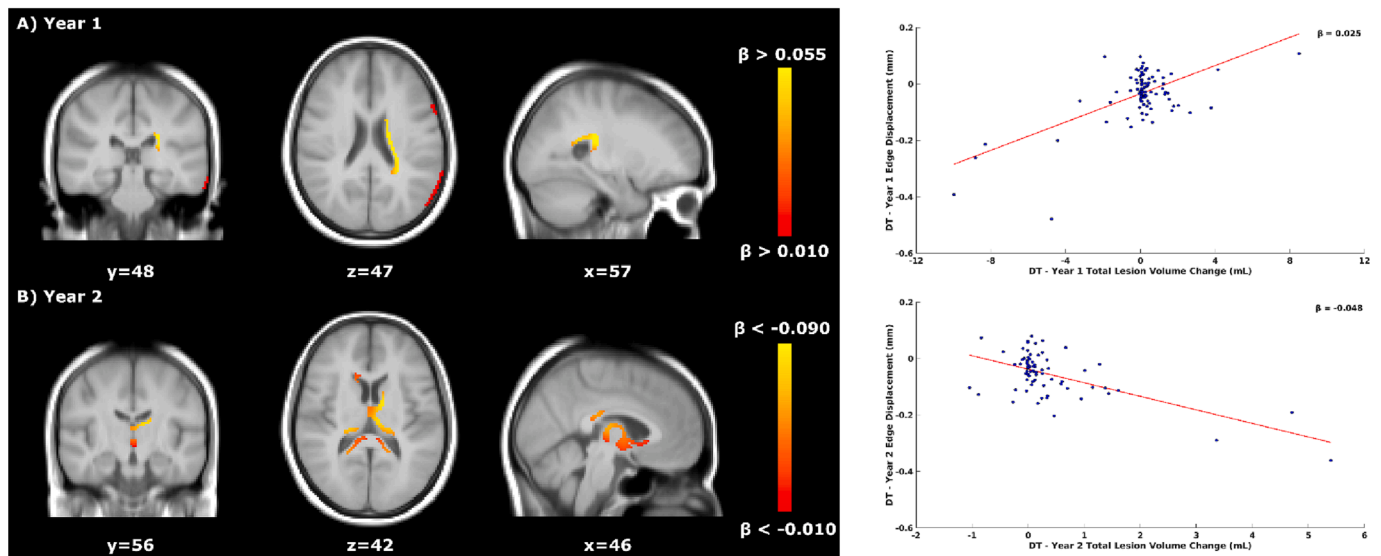 A) Year 1
β > 0.055
β > 0.010
y=48
z=47
x=57
B) Year 2
β < -0.090
β < -0.010
y=56
z=42
x=46
β = 0.025
DT - Year 1 Edge Displacement (mm)
0.2
0
-0.2
-0.4
-0.6
-12
-8
-4
0
4
8
12
DT - Year 1 Total Lesion Volume Change (mL)
β = -0.048
DT - Year 2 Edge Displacement (mm)
0.2
0
-0.2
-0.4
-0.6
-2
-1
0
1
2
3
4
5
6
DT - Year 2 Total Lesion Volume Change (mL)